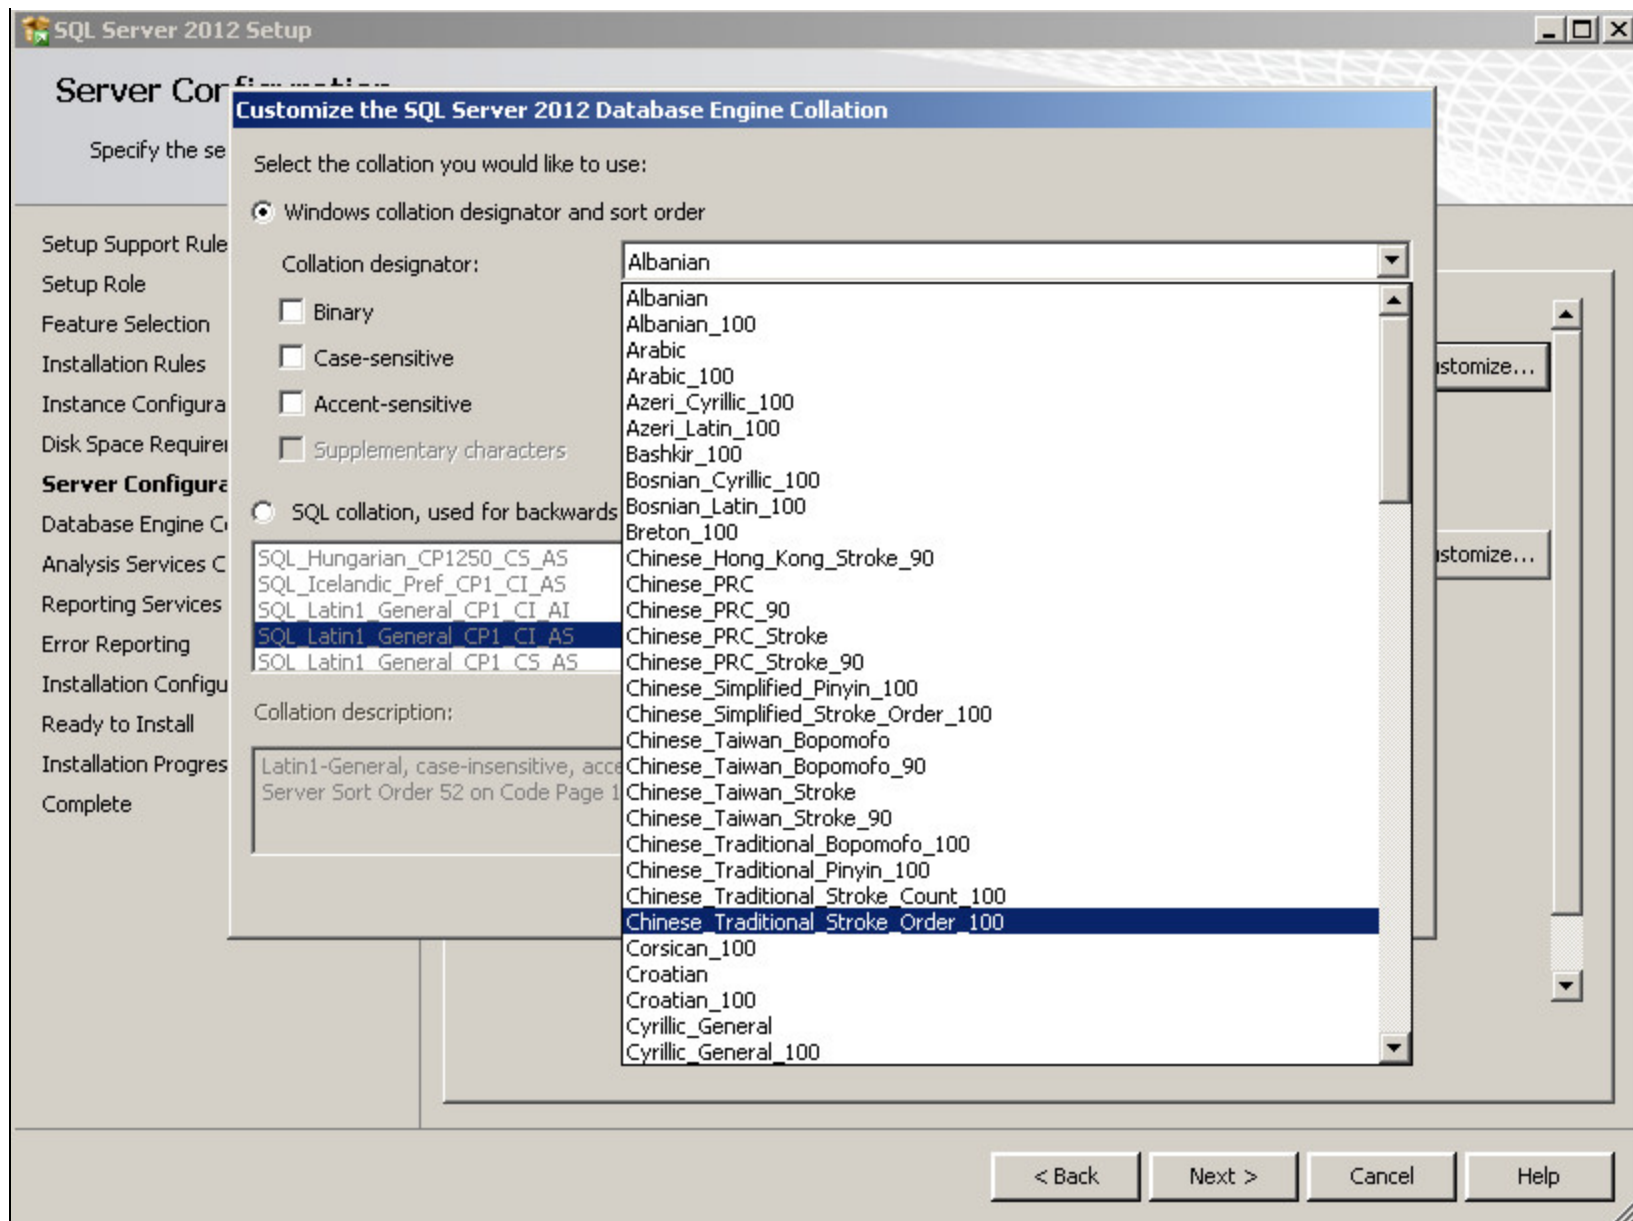 SQL Server 2012 Setup
Server
Specify the
Customize the SQL Server 2012 Database Engine Collation
Select the collation you would like to use:
Windows collation designator and sort order
Collation designator:
Albanian
Binary
Case-sensitive
Accent-sensitive
Supplementary characters
SQL collation, used for backwards
SQL_Hungarian_CP1250_CS_AS
SQL_Icelandic_Pref_CP1_CI_AS
SQL_Latin1_General_CP1_CI_AI
SQL_Latin1_General_CP1_CI_AS
SQL_Latin1_General_CP1_CS_AS
Collation description:
Latin1-General, case-insensitive, acce
Server Sort Order 52 on Code Page 1
Albanian
Albanian_100
Arabic
Arabic_100
Azeri_Cyrillic_100
Azeri_Latin_100
Bashkir_100
Bosnian_Cyrillic_100
Bosnian_Latin_100
Breton_100
Chinese_Hong_Kong_Stroke_90
Chinese_PRC
Chinese_PRC_90
Chinese_PRC_Stroke
Chinese_PRC_Stroke_90
Chinese_Simplified_Pinyin_100
Chinese_Simplified_Stroke_Order_100
Chinese_Taiwan_Bopomofo
Chinese_Taiwan_Bopomofo_90
Chinese_Taiwan_Stroke
Chinese_Taiwan_Stroke_90
Chinese_Traditional_Bopomofo_100
Chinese_Traditional_Pinyin_100
Chinese_Traditional_Stroke_Count_100
Chinese_Traditional_Stroke_Order_100
Corsican_100
Croatian
Croatian_100
Cyrillic_General
Cyrillic_General_100
Setup Support Rule
Setup Role
Feature Selection
Installation Rules
Instance Configura
Disk Space Requirer
Server Configura
Database Engine C
Analysis Services C
Reporting Services
Error Reporting
Installation Configu
Ready to Install
Installation Progres
Complete
stomize...
stomize...
< Back
Next >
Cancel
Help